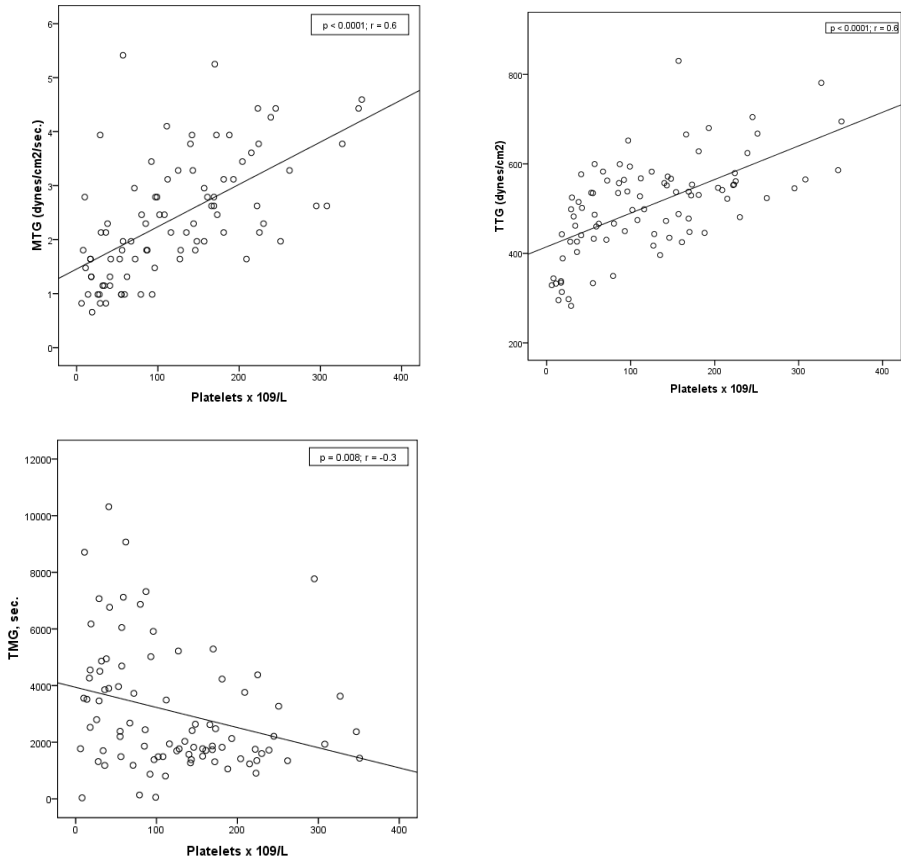 p < 0.0001; r = 0.6
6
5
4
3
2
1
0
MTG (dynes/cm2/sec.)
0 100 200 300 400
Platelets x 109/L
p < 0.0001; r = 0.6
800
600
400
200
TTG (dynes/cm2)
0 100 200 300 400
Platelets x 109/L
p = 0.008; r = -0.3
12000
10000
8000
6000
4000
2000
0
TMG, sec.
0 100 200 300 400
Platelets x 109/L